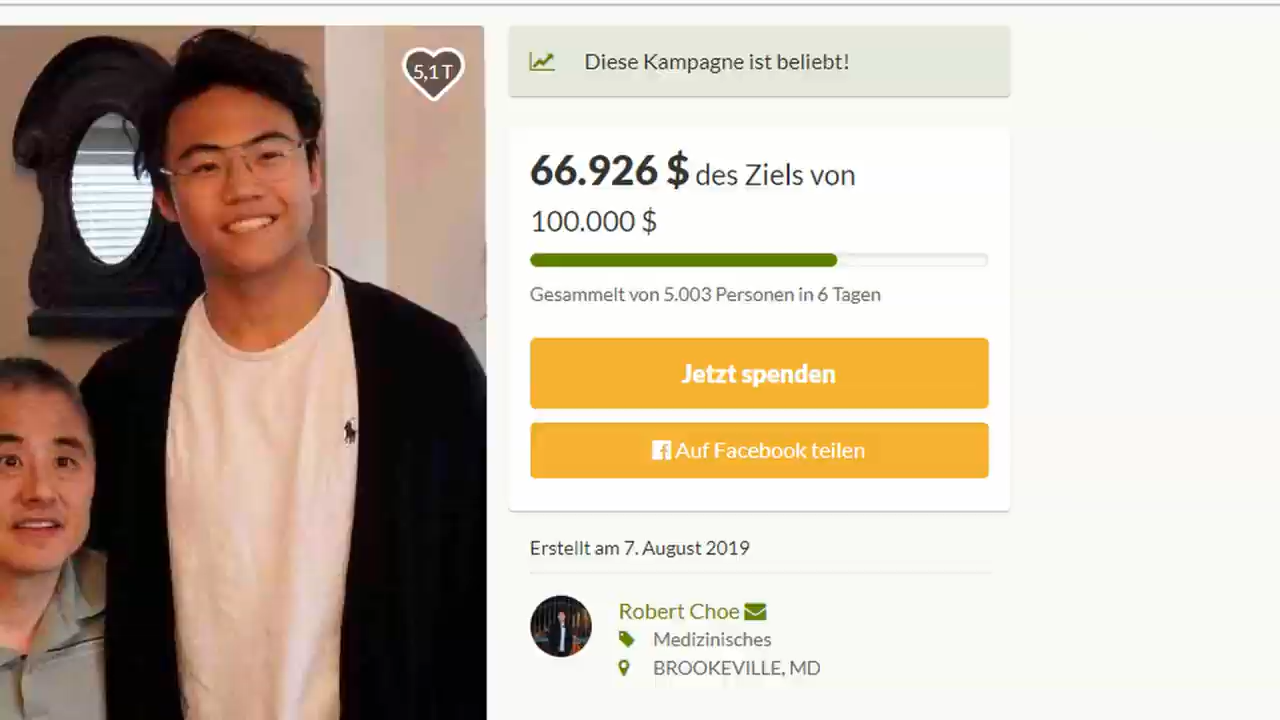 5,1T
Diese Kampagne ist beliebt!
66.926 $ des Ziels von
100.000 $
Gesammelt von 5.003 Personen in 6 Tagen
Jetzt spenden
Auf Facebook teilen
Erstellt am 7. August 2019
Robert Choe
Medizinisches
BROOKEVILLE, MD